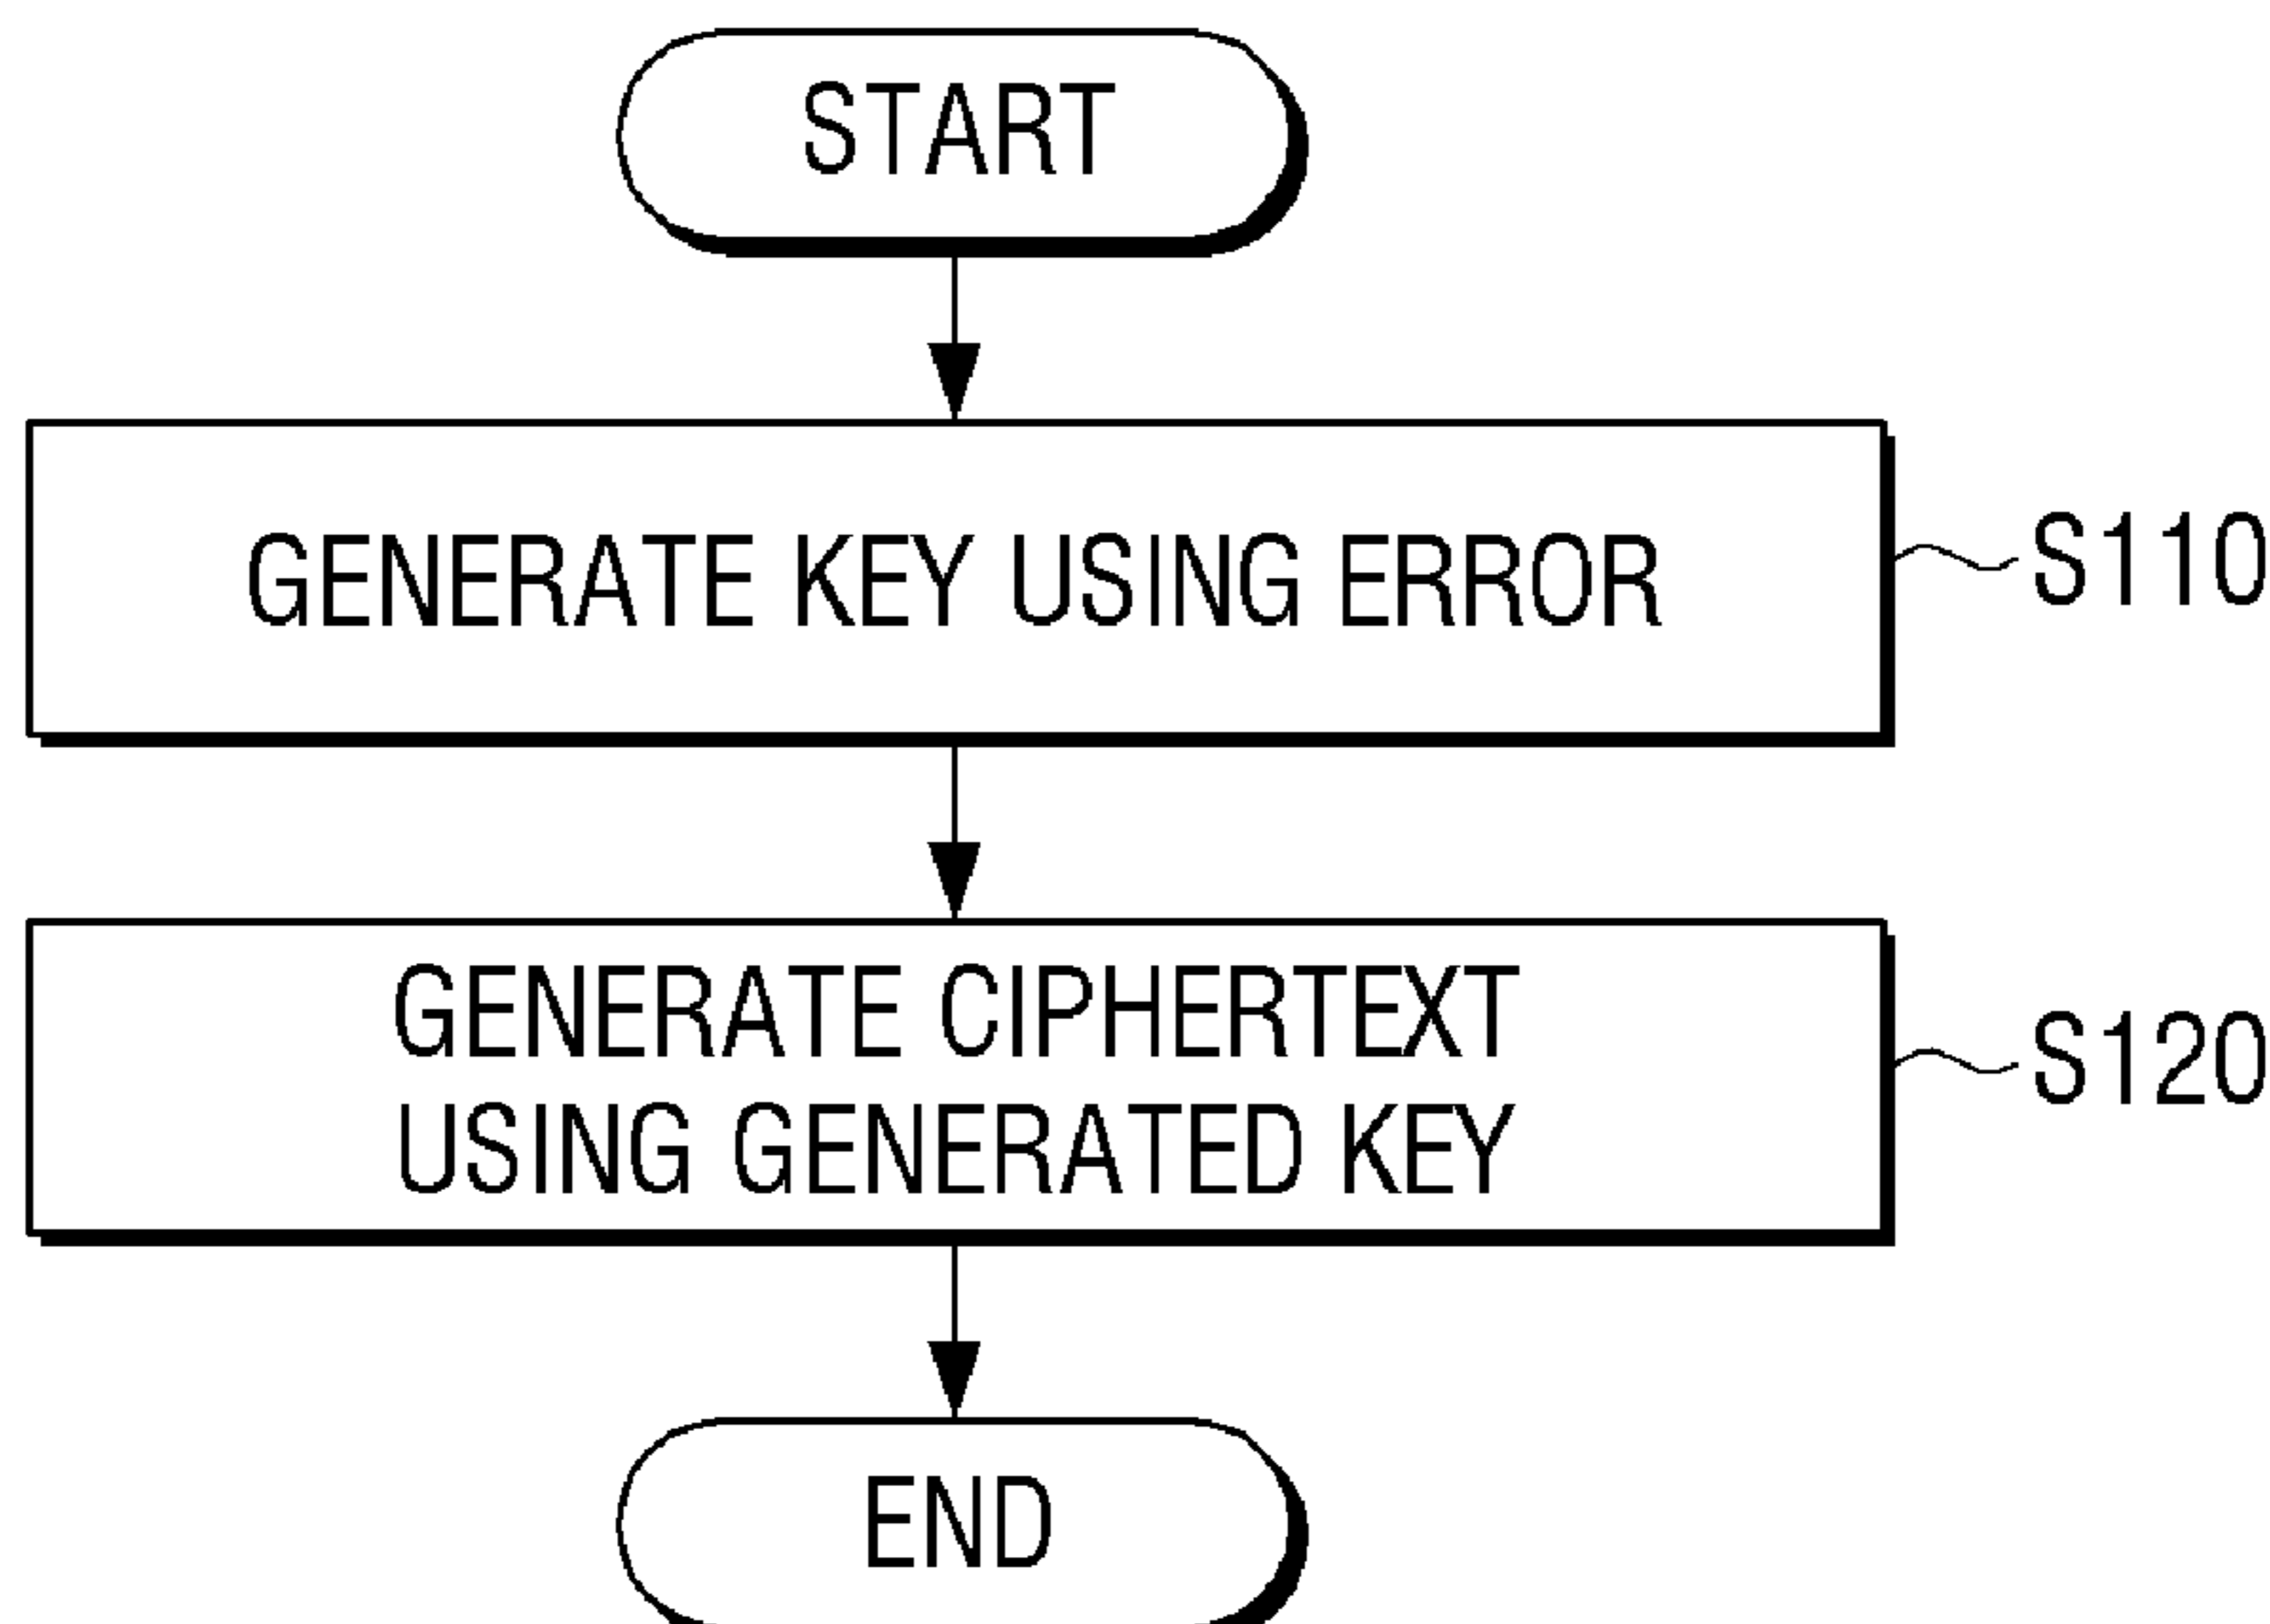 START
GENERATE KEY USING ERROR
S110
GENERATE CIPHERTEXT
USING GENERATED KEY
S120
END